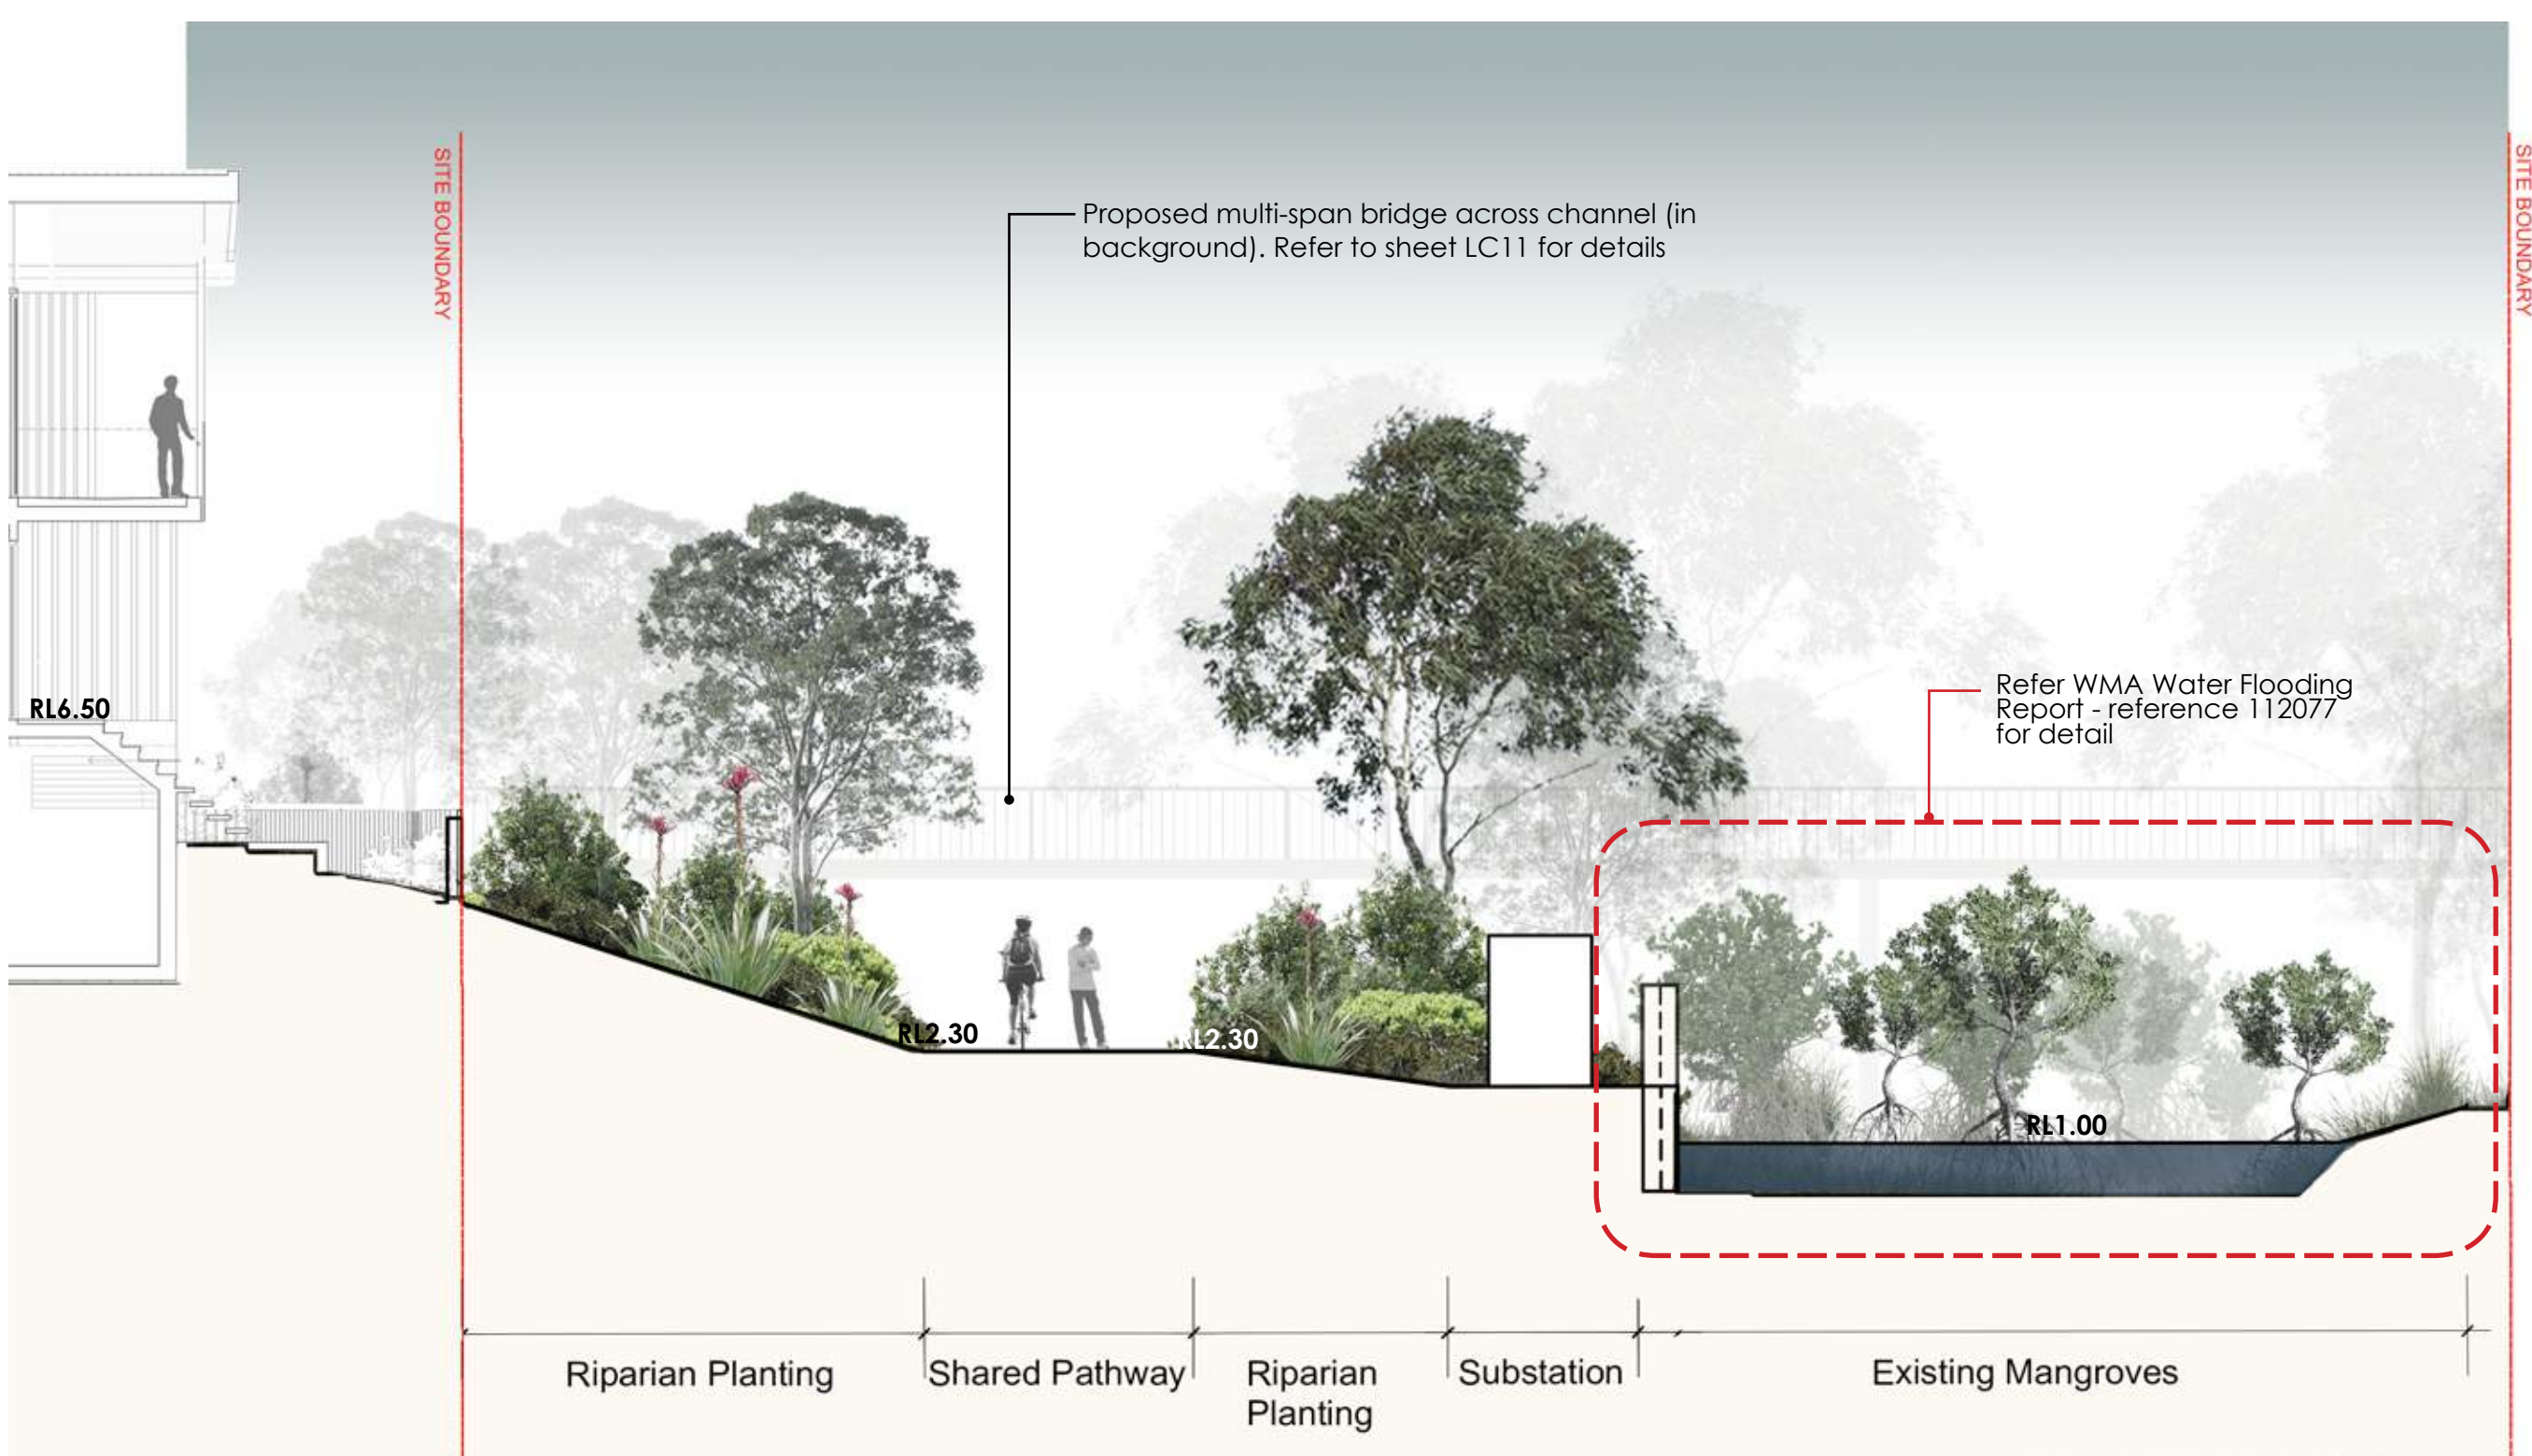 SITE BOUNDARY
SITE BOUNDARY
Proposed multi-span bridge across channel (in
background). Refer to sheet LC11 for details
Refer WMA Water Flooding
Report - reference 112077
for detail
RL6.50
RL2.30
RL2.30
RL1.00
Riparian Planting
Shared Pathway
Riparian
Planting
Substation
Existing Mangroves